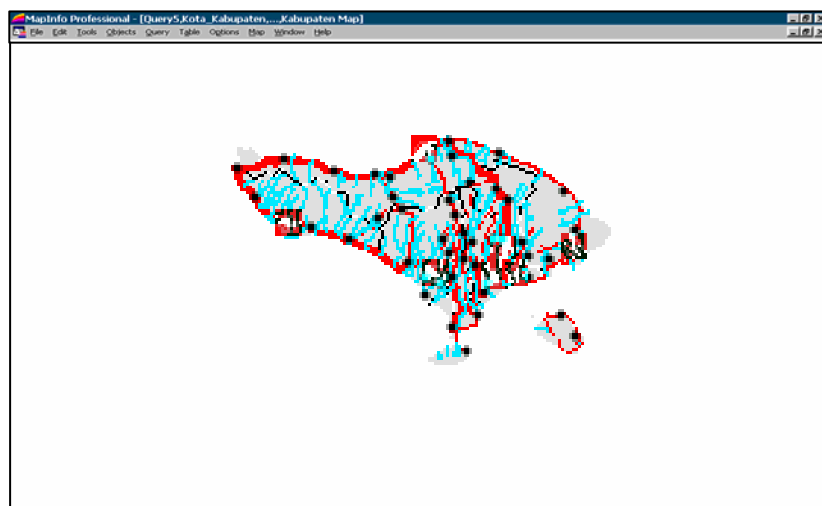 MapInfo Professional - [Query5,Kota_Kabupaten,...,Kabupaten Map]
File Edit Tools Objects Query Table Options Map Window Help